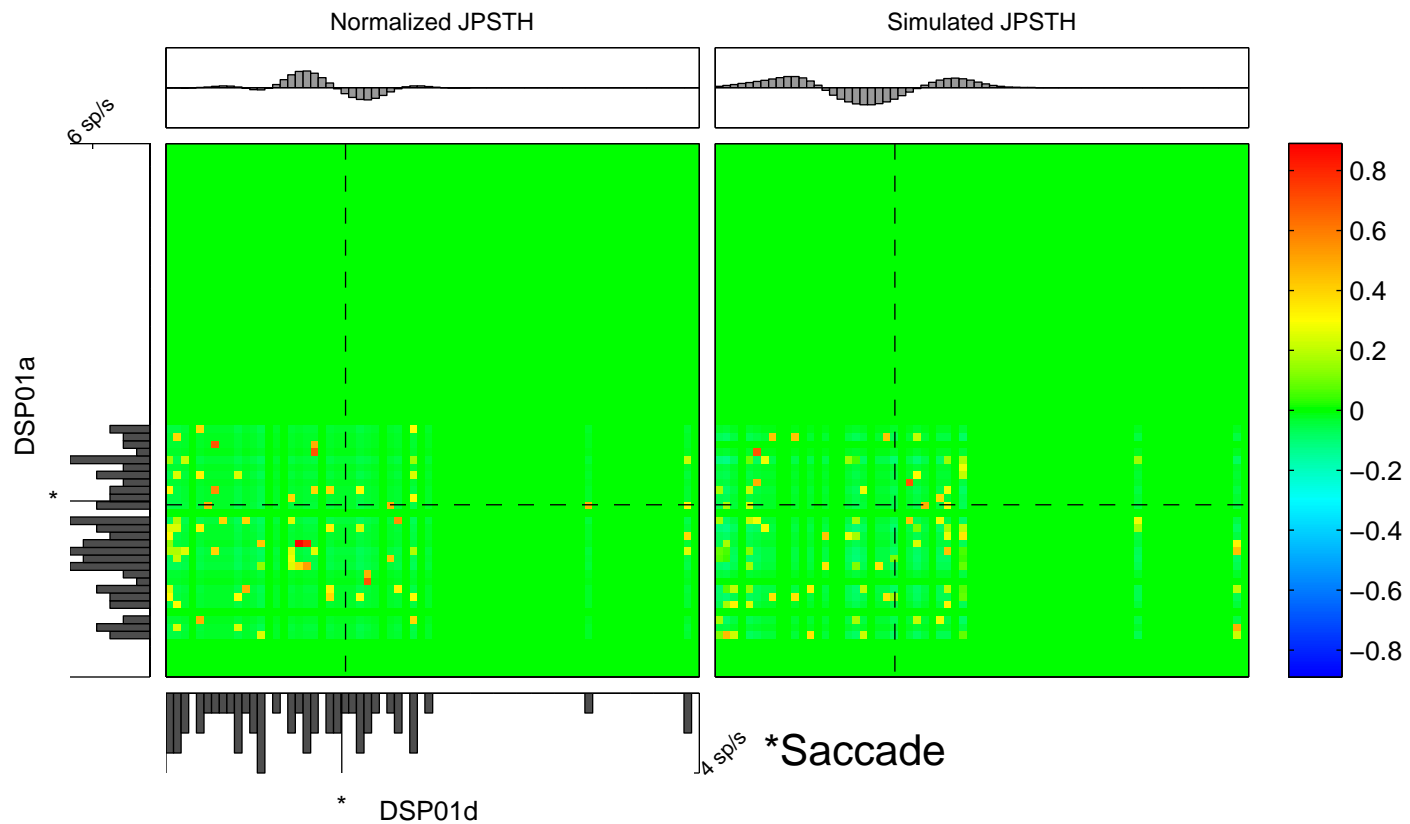 Normalized JPSTH
Simulated JPSTH
6 sp/s
DSP01a
*
0.8
0.6
0.4
0.2
0
−0.2
−0.4
−0.6
−0.8
4 sp/s
*Saccade
*
DSP01d